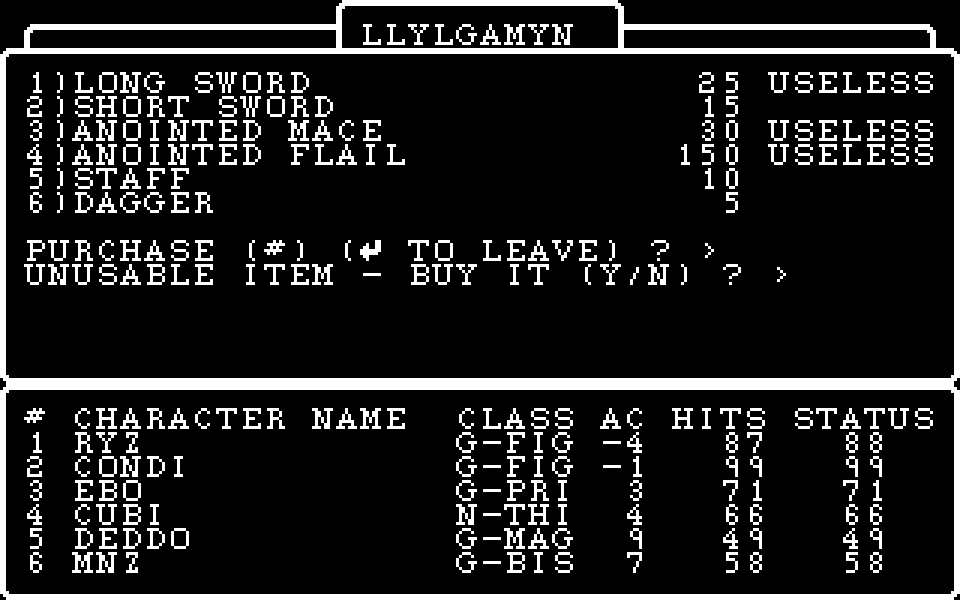 LLYLGAMYN
1)LONG SWORD 25 USELESS
2)SHORT SWORD 15
3)ANOINTED MACE 30 USELESS
4)ANOINTED FLAIL 150 USELESS
5)STAFF 10
6)DAGGER 5
PURCHASE (#) (↵ TO LEAVE) ? >
UNUSABLE ITEM - BUY IT (Y/N) ? >
# CHARACTER NAME CLASS AC HITS STATUS
1 RYZ G-FIG -4 87 88
2 CONDI G-FIG -1 99 99
3 EBO G-PRI 3 71 71
4 CUBI N-THI 4 66 66
5 DEDDO G-MAG 9 49 49
6 MNZ G-BIS 7 58 58